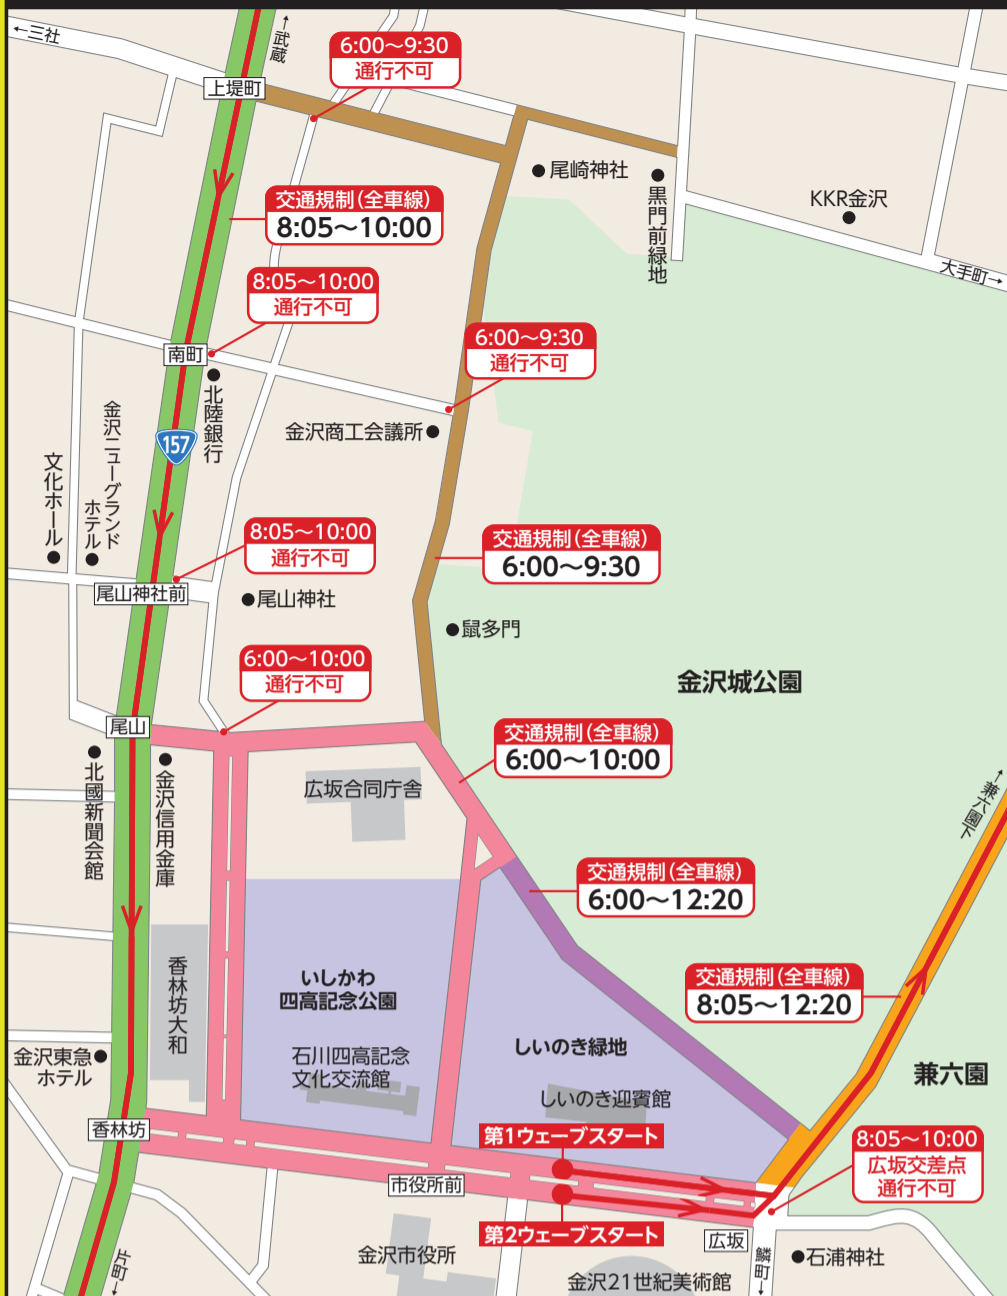 ←三社
↑武蔵
6:00～9:30
通行不可
上堤町
尾崎神社
黒門前緑地
KKR金沢
大手町→
交通規制(全車線)
8:05～10:00
8:05～10:00
通行不可
南町
北陸銀行
6:00～9:30
通行不可
金沢商工会議所
157
金沢ニューグランド
ホテル
文化ホール
8:05～10:00
通行不可
交通規制(全車線)
6:00～9:30
尾山神社前
尾山神社
鼠多門
金沢城公園
6:00～10:00
通行不可
尾山
交通規制(全車線)
6:00～10:00
北國新聞会館
金沢信用金庫
広坂合同庁舎
↑兼六園下
交通規制(全車線)
6:00～12:20
香林坊大和
いしかわ
四高記念公園
交通規制(全車線)
8:05～12:20
石川四高記念
文化交流館
しいのき緑地
しいのき迎賓館
金沢東急
ホテル
兼六園
香林坊
第1ウェーブスタート
8:05～10:00
広坂交差点
通行不可
市役所前
第2ウェーブスタート
広坂
片町→
金沢市役所
金沢21世紀美術館
鱗町→
石浦神社